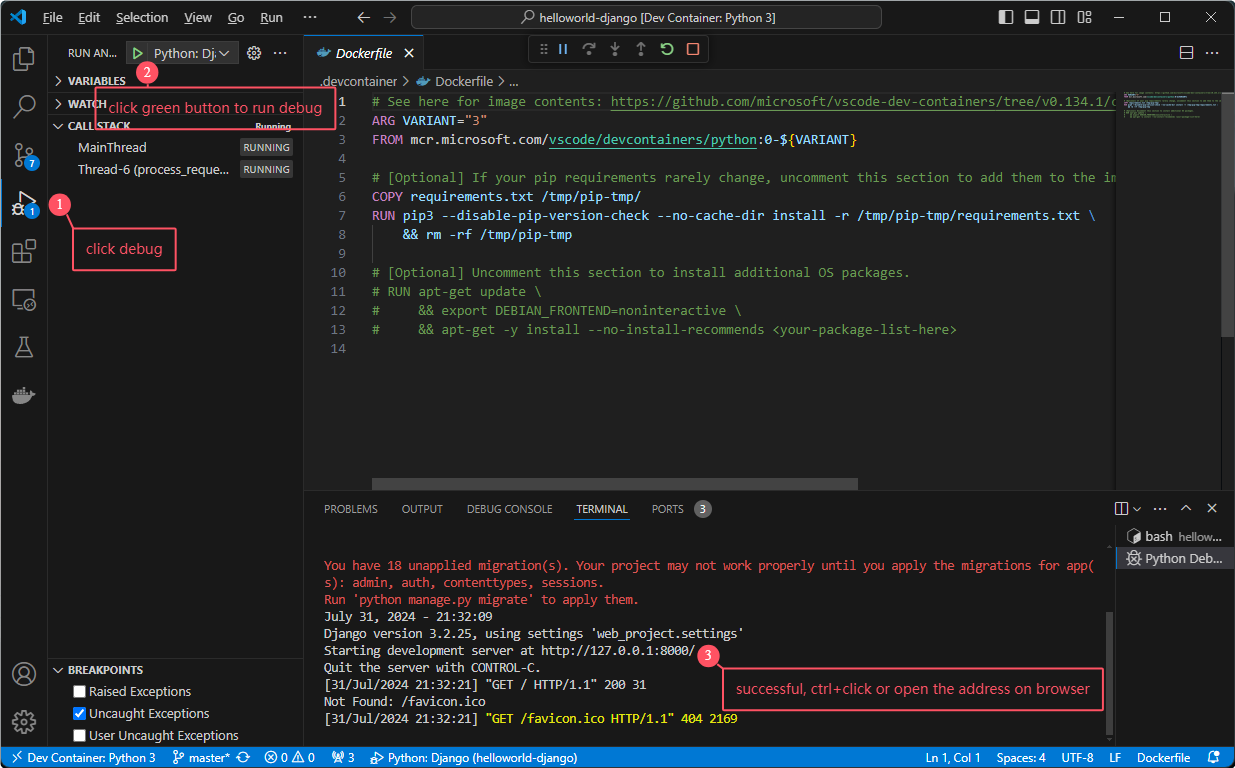 File Edit Selection View Go Run ··· helloworld-django [Dev Container: Python 3]
RUN AN... Python: Dj
Dockerfile
.devcontainer > Dockerfile > ...
2
VARIABLES
WATCH
click green button to run debug
CALL STACK Running
MainThread RUNNING
Thread-6 (process_reque... RUNNING
7
1
1
click debug
1 # See here for image contents: https://github.com/microsoft/vscode-dev-containers/tree/v0.134.1/c
2 ARG VARIANT="3"
3 FROM mcr.microsoft.com/vscode/devcontainers/python:0-${VARIANT}
4
5 # [Optional] If your pip requirements rarely change, uncomment this section to add them to the im
6 COPY requirements.txt /tmp/pip-tmp/
7 RUN pip3 --disable-pip-version-check --no-cache-dir install -r /tmp/pip-tmp/requirements.txt \
8 && rm -rf /tmp/pip-tmp
9
10 # [Optional] Uncomment this section to install additional OS packages.
11 # RUN apt-get update \
12 # && export DEBIAN_FRONTEND=noninteractive \
13 # && apt-get -y install --no-install-recommends <your-package-list-here>
14
PROBLEMS OUTPUT DEBUG CONSOLE TERMINAL PORTS 3
bash hellow...
Python Deb...
You have 18 unapplied migration(s). Your project may not work properly until you apply the migrations for app(
s): admin, auth, contenttypes, sessions.
Run 'python manage.py migrate' to apply them.
July 31, 2024 - 21:32:09
Django version 3.2.25, using settings 'web_project.settings'
Starting development server at http://127.0.0.1:8000/
Quit the server with CONTROL-C.
[31/Jul/2024 21:32:21] "GET / HTTP/1.1" 200 31
Not Found: /favicon.ico
[31/Jul/2024 21:32:21] "GET /favicon.ico HTTP/1.1" 404 2169
3
successful, ctrl+click or open the address on browser
BREAKPOINTS
Raised Exceptions
Uncaught Exceptions
User Uncaught Exceptions
Dev Container: Python 3 master* 0 0 3 Python: Django (helloworld-django) Ln 1, Col 1 Spaces: 4 UTF-8 LF Dockerfile